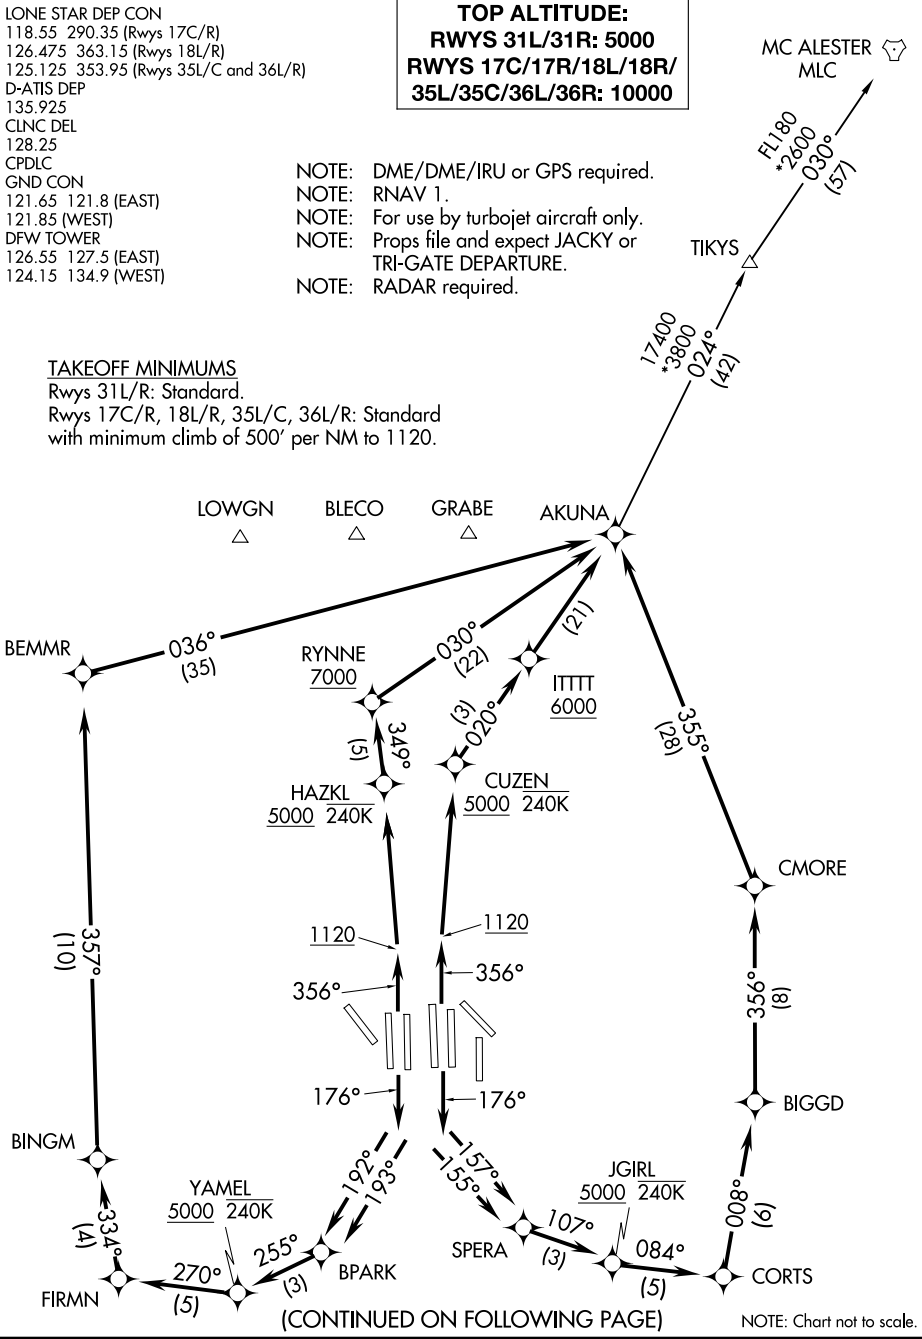 LONE STAR DEP CON
118.55 290.35 (Rwys 17C/R)
126.475 363.15 (Rwys 18L/R)
125.125 353.95 (Rwys 35L/C and 36L/R)
D-ATIS DEP
135.925
CLNC DEL
128.25
CPDLC
GND CON
121.65 121.8 (EAST)
121.85 (WEST)
DFW TOWER
126.55 127.5 (EAST)
124.15 134.9 (WEST)
TOP ALTITUDE:
RWYS 31L/31R: 5000
RWYS 17C/17R/18L/18R/
35L/35C/36L/36R: 10000
MC ALESTER
MLC
NOTE: DME/DME/IRU or GPS required.
NOTE: RNAV 1.
NOTE: For use by turbojet aircraft only.
NOTE: Props file and expect JACKY or
TRI-GATE DEPARTURE.
NOTE: RADAR required.
FL180
*2600
030°
(57)
TIKYS
17400
*3800
024°
(42)
TAKEOFF MINIMUMS
Rwys 31L/R: Standard.
Rwys 17C/R, 18L/R, 35L/C, 36L/R: Standard
with minimum climb of 500' per NM to 1120.
LOWGN
BLECO
GRABE
AKUNA
BEMMR
036°
(35)
RYNNE
7000
030°
(22)
(21)
ITTTT
6000
349°
(5)
(3)
020°
355°
(28)
HAZKL
5000 240K
CUZEN
5000 240K
CMORE
357°
(10)
1120
1120
356°
356°
356°
(8)
176°
176°
BIGGD
BINGM
192°
193°
157°
155°
YAMEL
5000 240K
JGIRL
5000 240K
334°
(4)
255°
(3)
BPARK
SPERA
107°
(3)
008°
(9)
FIRMN
270°
(5)
084°
(5)
CORTS
(CONTINUED ON FOLLOWING PAGE)
NOTE: Chart not to scale.